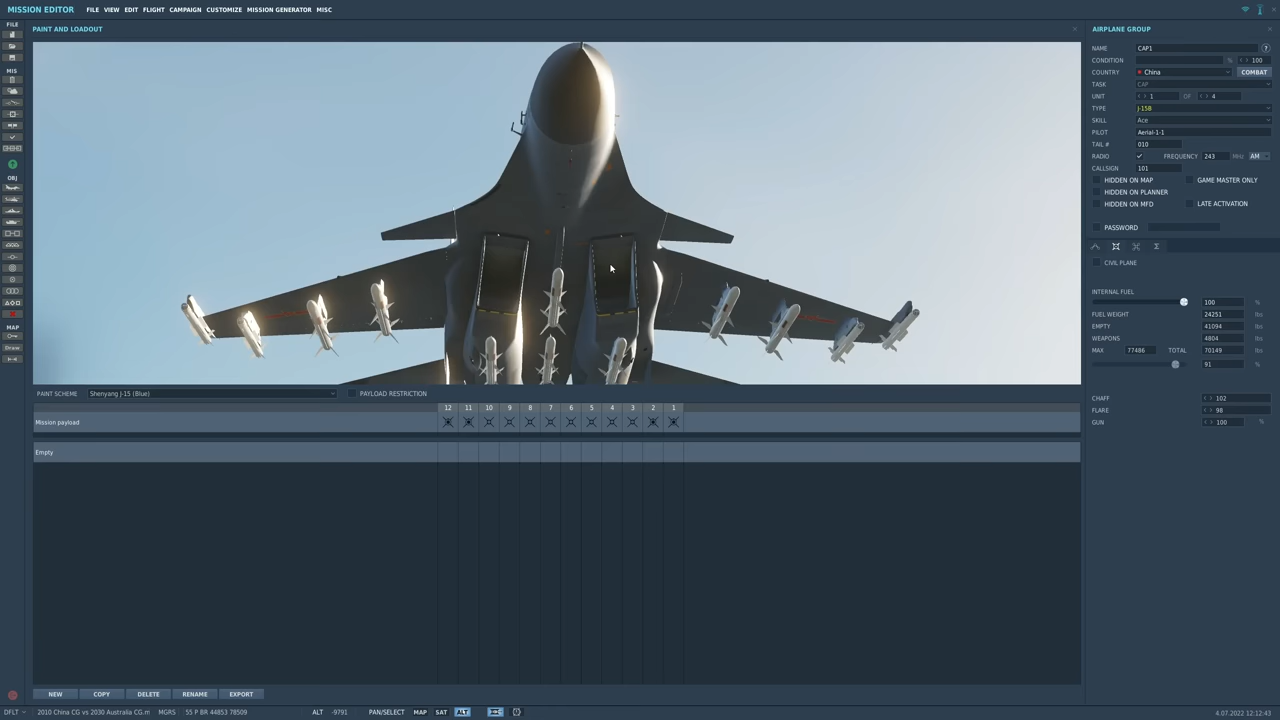 MISSION EDITOR FILE VIEW EDIT FLIGHT CAMPAIGN CUSTOMIZE MISSION GENERATOR MISC
FILE
MIS
OBJ
MAP
Draw
PAINT AND LOADOUT
PAINT SCHEME Shenyang J-15 (Blue) PAYLOAD RESTRICTION
12 11 10 9 8 7 6 5 4 3 2 1
Mission payload
Empty
NEW COPY DELETE RENAME EXPORT
AIRPLANE GROUP
NAME CAP1 ?
CONDITION % 100
COUNTRY China COMBAT
TASK CAP
UNIT 1 OF 4
TYPE J-15B
SKILL Ace
PILOT Aerial-1-1
TAIL # 010
RADIO FREQUENCY 243 MHz AM
CALLSIGN 101
HIDDEN ON MAP GAME MASTER ONLY
HIDDEN ON PLANNER
HIDDEN ON MFD LATE ACTIVATION
PASSWORD
CIVIL PLANE
INTERNAL FUEL
100 %
FUEL WEIGHT 24251 lbs
EMPTY 41094 lbs
WEAPONS 4804 lbs
MAX 77486 TOTAL 70149 lbs
91 %
CHAFF 102
FLARE 98
GUN 100 %
DFLT 2010 China CG vs 2030 Australia CG.m MGRS 55 P BR 44853 78509 ALT -9791 PAN/SELECT MAP SAT ALT 4.07.2022 12:12:43